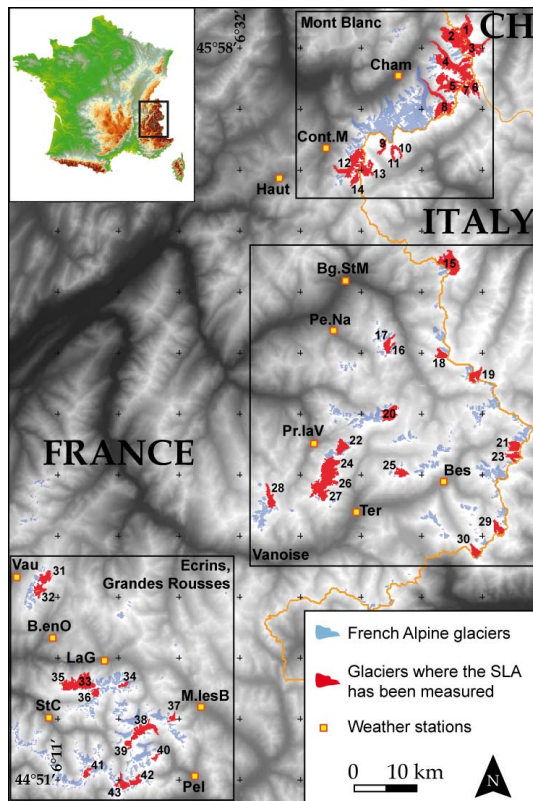 Mont Blanc
CH
6°32'
45°58'
1
2
3
Cham
4
5
7
6
8
Cont.M
9
10
11
12
13
14
Haut
ITALY
15
Bg.StM
Pe.Na
17
16
18
19
20
Pr.laV
22
21
23
FRANCE
24
25
Bes
26
27
28
Ter
29
30
Vanoise
Vau
31
32
Ecrins,
Grandes Rousses
B.enO
LaG
35
33
34
36
M.lesB
StC
37
38
39
40
6°11'
41
42
43
44°51'
Pel
French Alpine glaciers
Glaciers where the SLA
has been measured
Weather stations
0 10 km
N